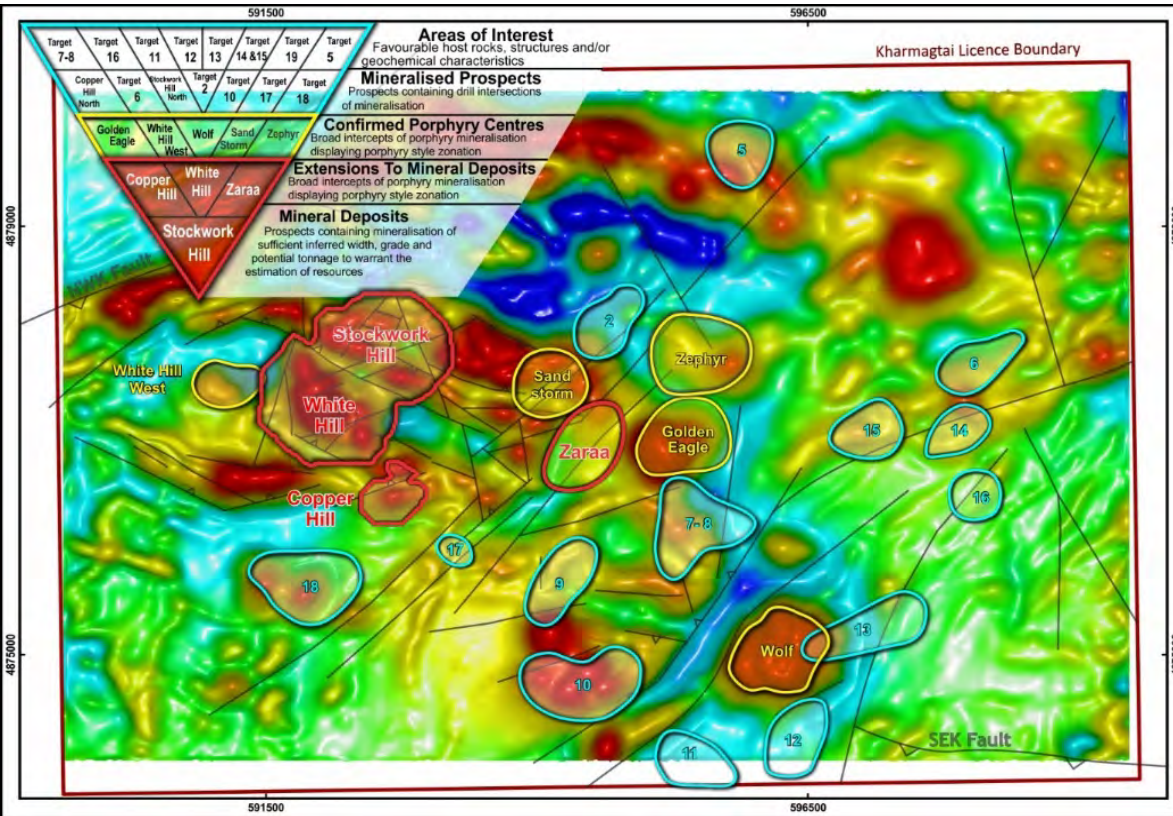 591500
596500
Target 7-8
Target 16
Target 11
Target 12
Target 13
Target 14 &15
Target 19
Target 5
Areas of Interest
Favourable host rocks, structures and/or
geochemical characteristics
Kharmagtai Licence Boundary
Copper Hill North
Target 6
Stockwork Hill North
Target 2
Target 10
Target 17
Target 18
Mineralised Prospects
Prospects containing drill intersections
of mineralisation
Golden Eagle
White Hill West
Wolf
Sand Storm
Zephyr
Confirmed Porphyry Centres
Broad intercepts of porphyry mineralisation
displaying porphyry style zonation
Copper Hill
White Hill
Zaraa
Extensions To Mineral Deposits
Broad intercepts of porphyry mineralisation
displaying porphyry style zonation
Stockwork Hill
Mineral Deposits
Prospects containing mineralisation of
sufficient inferred width, grade and
potential tonnage to warrant the
estimation of resources
4879000
Fault
5
2
Stockwork
Hill
Zephyr
6
White Hill
West
Sand
storm
White
Hill
Golden
Eagle
15
14
Zaraa
Copper
Hill
16
7-8
17
18
9
13
Wolf
4875000
10
12
11
SEK Fault
591500
596500